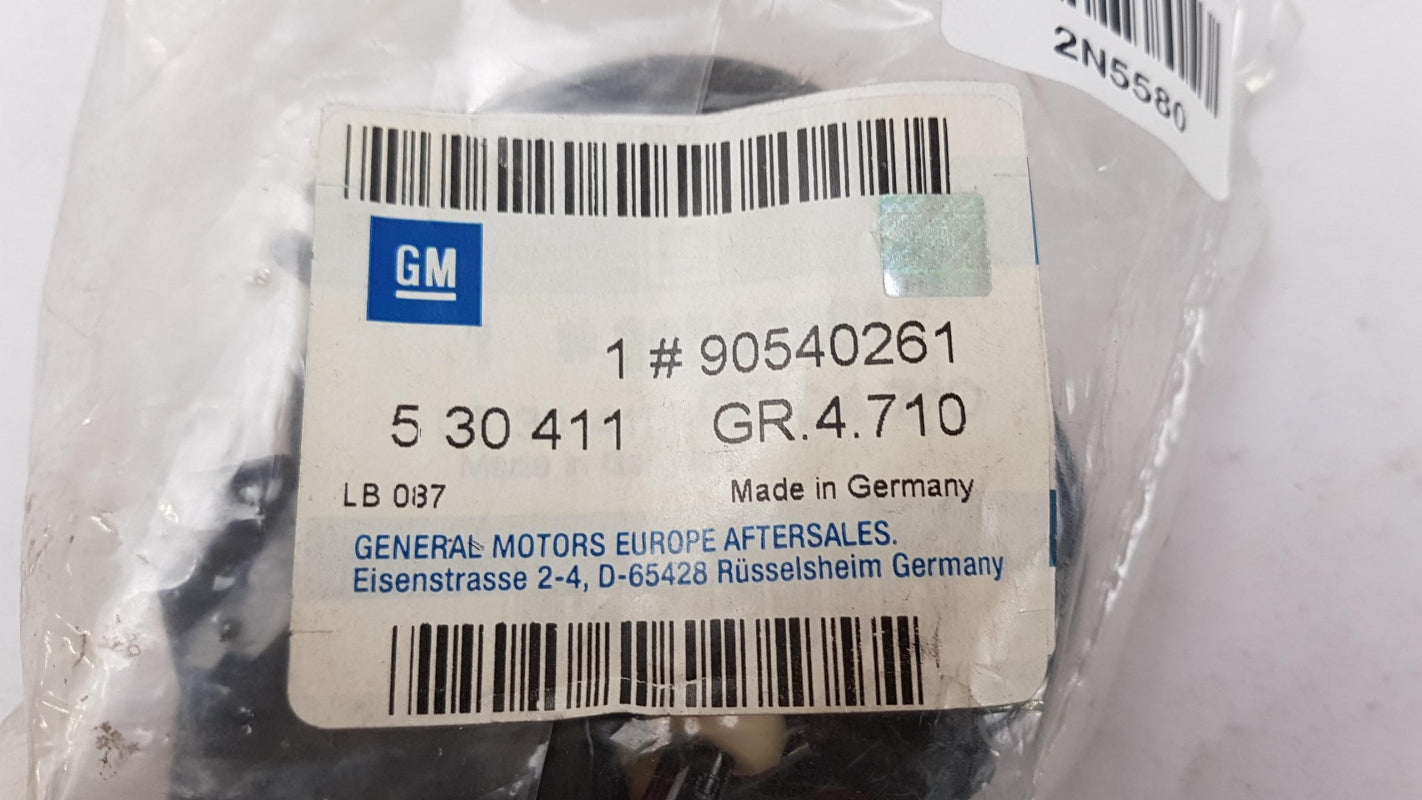 2N5580
GM
1 # 90540261
5 30 411 GR.4.710
LB 087 Made in Germany
GENERAL MOTORS EUROPE AFTERSALES.
Eisenstrasse 2-4, D-65428 Rüsselsheim Germany